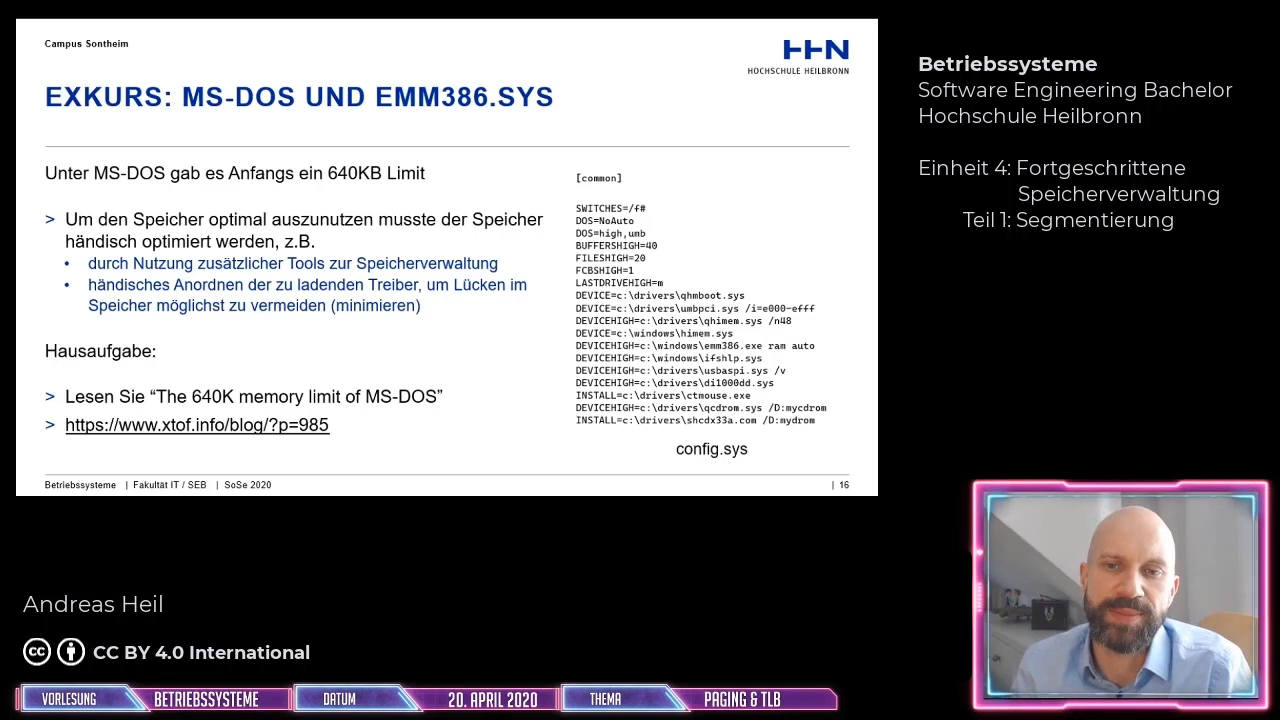 Campus Sontheim
HHN
HOCHSCHULE HEILBRONN
EXKURS: MS-DOS UND EMM386.SYS
Unter MS-DOS gab es Anfangs ein 640KB Limit
> Um den Speicher optimal auszunutzen musste der Speicher
händisch optimiert werden, z.B.
• durch Nutzung zusätzlicher Tools zur Speicherverwaltung
• händisches Anordnen der zu ladenden Treiber, um Lücken im
Speicher möglichst zu vermeiden (minimieren)
Hausaufgabe:
> Lesen Sie “The 640K memory limit of MS-DOS”
> https://www.xtof.info/blog/?p=985
[common]
SWITCHES=/f#
DOS=NoAuto
DOS=high,umb
BUFFERSHIGH=40
FILESHIGH=20
FCBSHIGH=1
LASTDRIVEHIGH=m
DEVICE=c:\drivers\qhmboot.sys
DEVICE=c:\drivers\umbpci.sys /i=e000-efff
DEVICEHIGH=c:\drivers\qhimem.sys /n48
DEVICE=c:\windows\himem.sys
DEVICEHIGH=c:\windows\emm386.exe ram auto
DEVICEHIGH=c:\windows\ifshlp.sys
DEVICEHIGH=c:\drivers\usbaspi.sys /v
DEVICEHIGH=c:\drivers\di1000dd.sys
INSTALL=c:\drivers\ctmouse.exe
DEVICEHIGH=c:\drivers\qcdrom.sys /D:mycdrom
INSTALL=c:\drivers\shcdx33a.com /D:mydrom
config.sys
Betriebssysteme | Fakultät IT / SEB | SoSe 2020 | 16
Betriebssysteme
Software Engineering Bachelor
Hochschule Heilbronn
Einheit 4: Fortgeschrittene
Speicherverwaltung
Teil 1: Segmentierung
Andreas Heil
cc CC BY 4.0 International
VORLESUNG BETRIEBSSYSTEME DATUM 20. APRIL 2020 THEMA PAGING & TLB